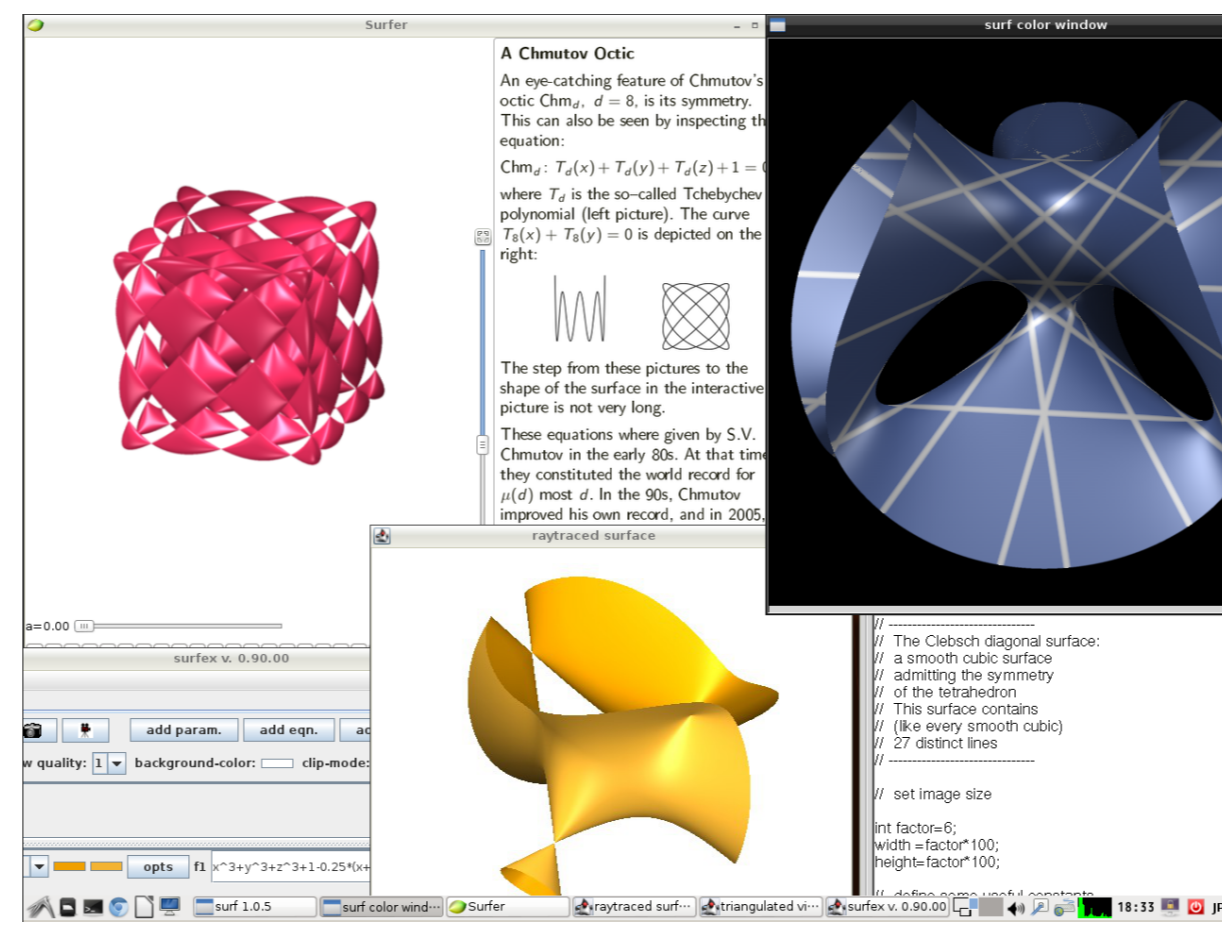 Surfer
A Chmutov Octic
An eye-catching feature of Chmutov's
octic Chm_d, d = 8, is its symmetry.
This can also be seen by inspecting th
equation:
Chm_d: T_d(x) + T_d(y) + T_d(z) + 1 =
where T_d is the so–called Tchebychev
polynomial (left picture). The curve
T_8(x) + T_8(y) = 0 is depicted on the
right:
The step from these pictures to the
shape of the surface in the interactive
picture is not very long.
These equations where given by S.V.
Chmutov in the early 80s. At that time
they constituted the world record for
μ(d) most d. In the 90s, Chmutov
improved his own record, and in 2005,
a=0.00
surf color window
raytraced surface
surfex v. 0.90.00
add param.
add eqn.
w quality: 1
background-color:
clip-mode:
opts
f1
x^3+y^3+z^3+1-0.25*(x+
// -------------------------------
// The Clebsch diagonal surface:
// a smooth cubic surface
// admitting the symmetry
// of the tetrahedron
// This surface contains
// (like every smooth cubic)
// 27 distinct lines
// -------------------------------
// set image size
int factor=6;
width =factor*100;
height=factor*100;
// define some useful constants
surf 1.0.5
surf color wind···
Surfer
raytraced surf···
triangulated vi···
surfex v. 0.90.00
18:33